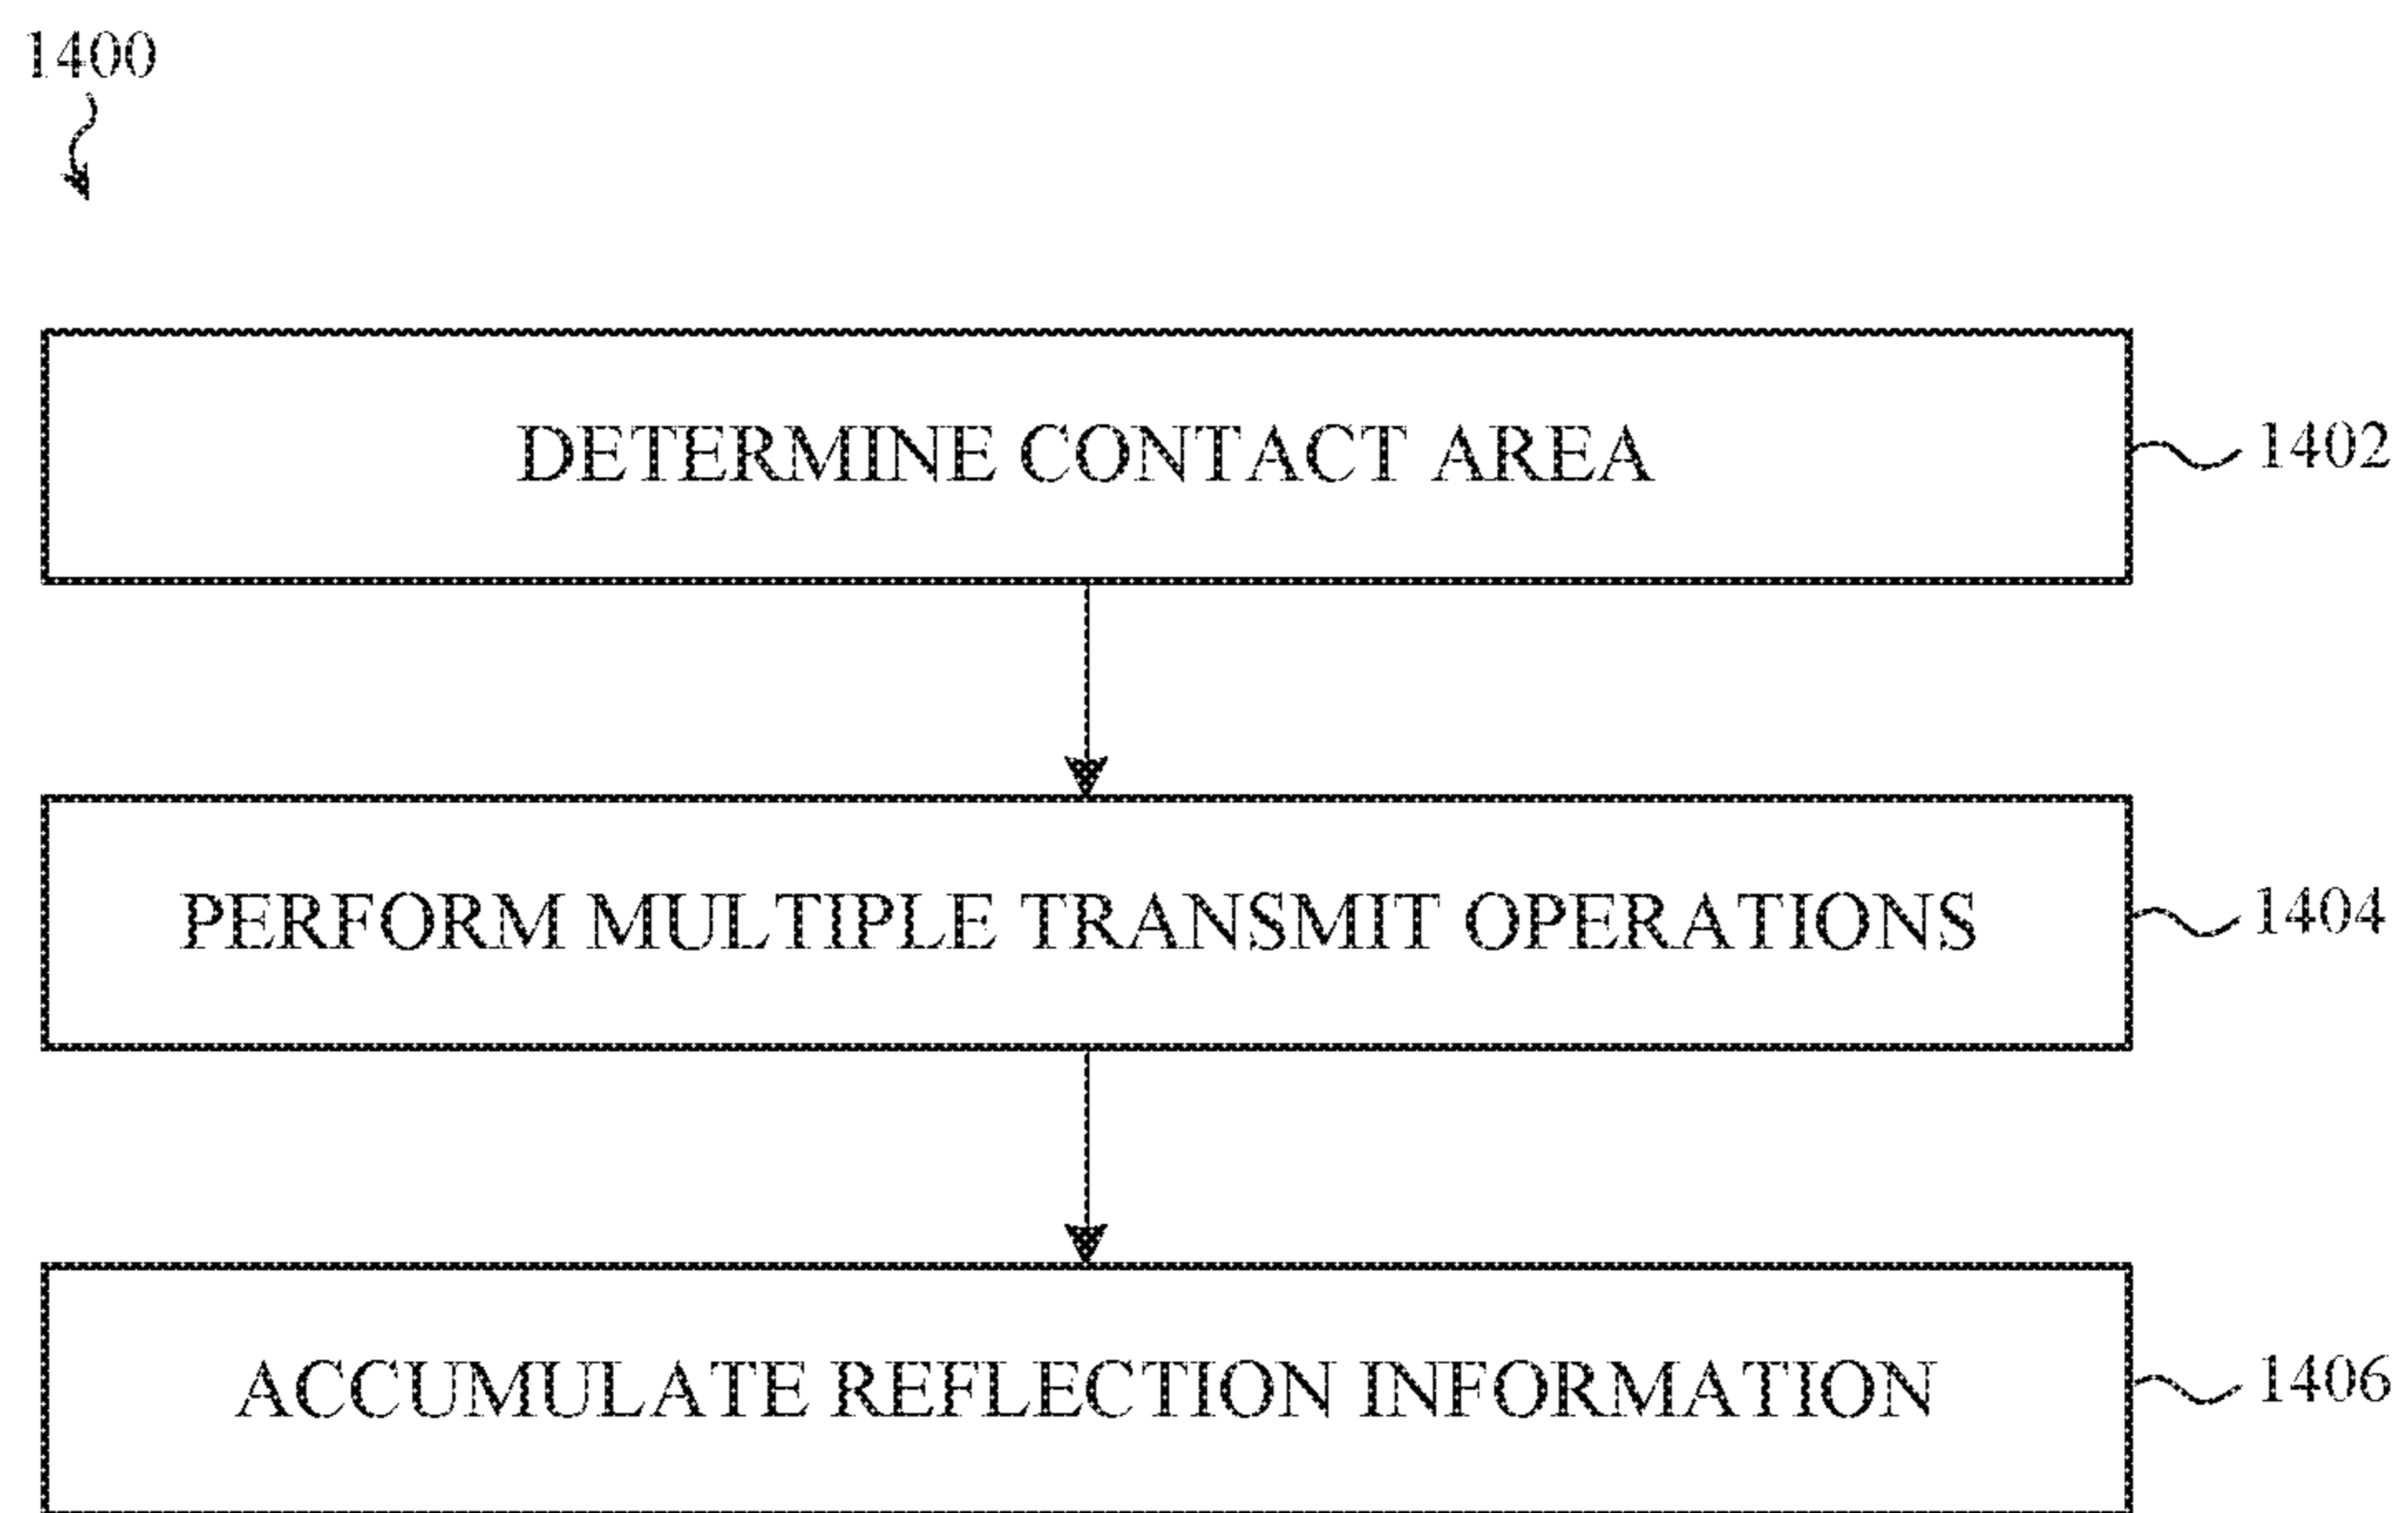 1400
DETERMINE CONTACT AREA
1402
PERFORM MULTIPLE TRANSMIT OPERATIONS
1404
ACCUMULATE REFLECTION INFORMATION
1406